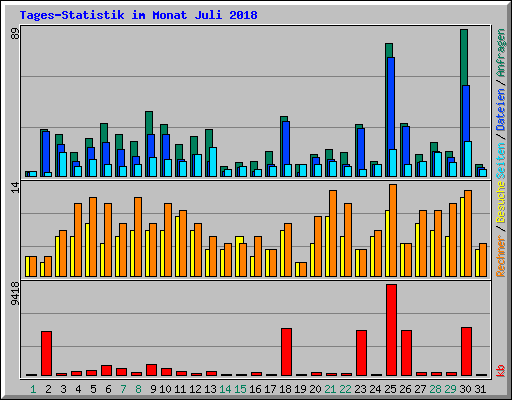 Tages-Statistik im Monat Juli 2018
89
14
9418
Rechner / Besuche Seiten / Dateien / Anfragen
kb
1 2 3 4 5 6 7 8 9 10 11 12 13 14 15 16 17 18 19 20 21 22 23 24 25 26 27 28 29 30 31